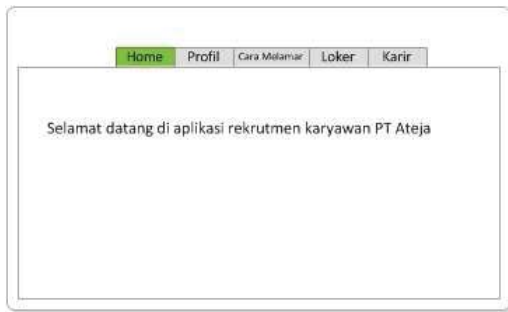 Home Profil Cara Melamar Loker Karir
Selamat datang di aplikasi rekrutmen karyawan PT Ateja